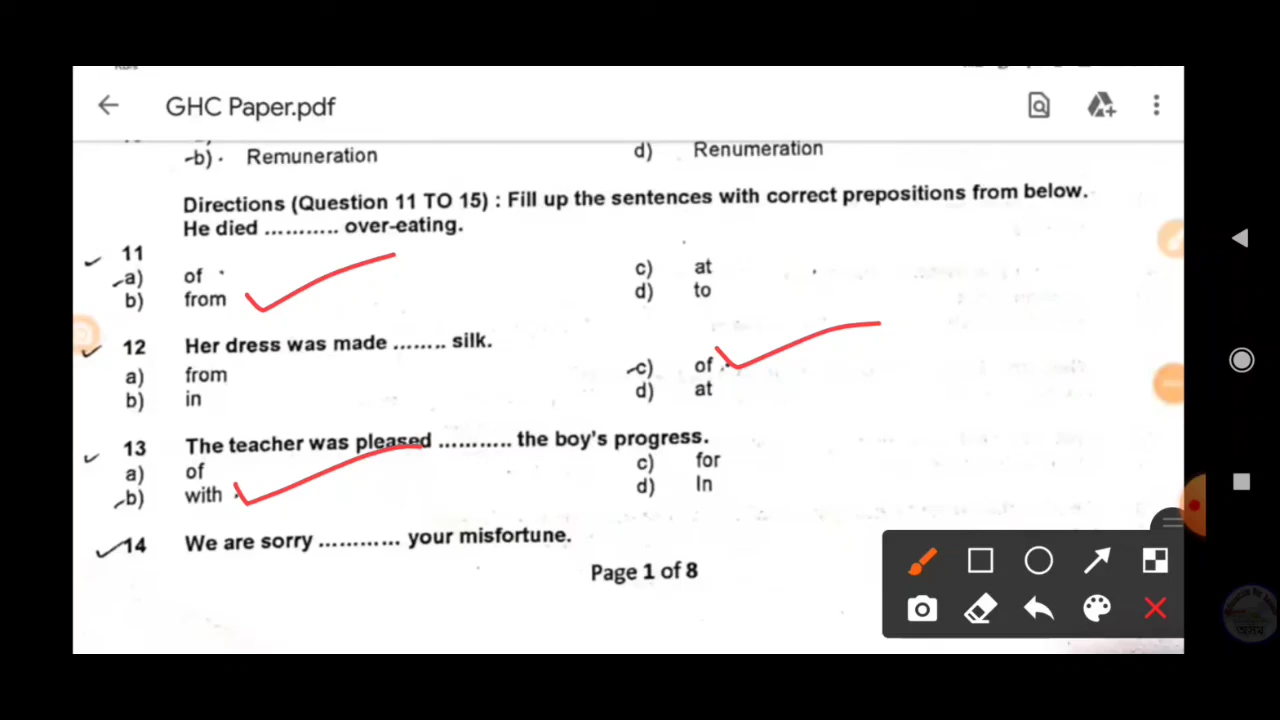 GHC Paper.pdf
b) Remuneration d) Renumeration
Directions (Question 11 TO 15) : Fill up the sentences with correct prepositions from below.
He died ........... over-eating.
11
a) of c) at
b) from d) to
12 Her dress was made ........ silk.
a) from c) of
b) in d) at
13 The teacher was pleased ........... the boy's progress.
a) of c) for
b) with d) In
14 We are sorry ............ your misfortune.
Page 1 of 8